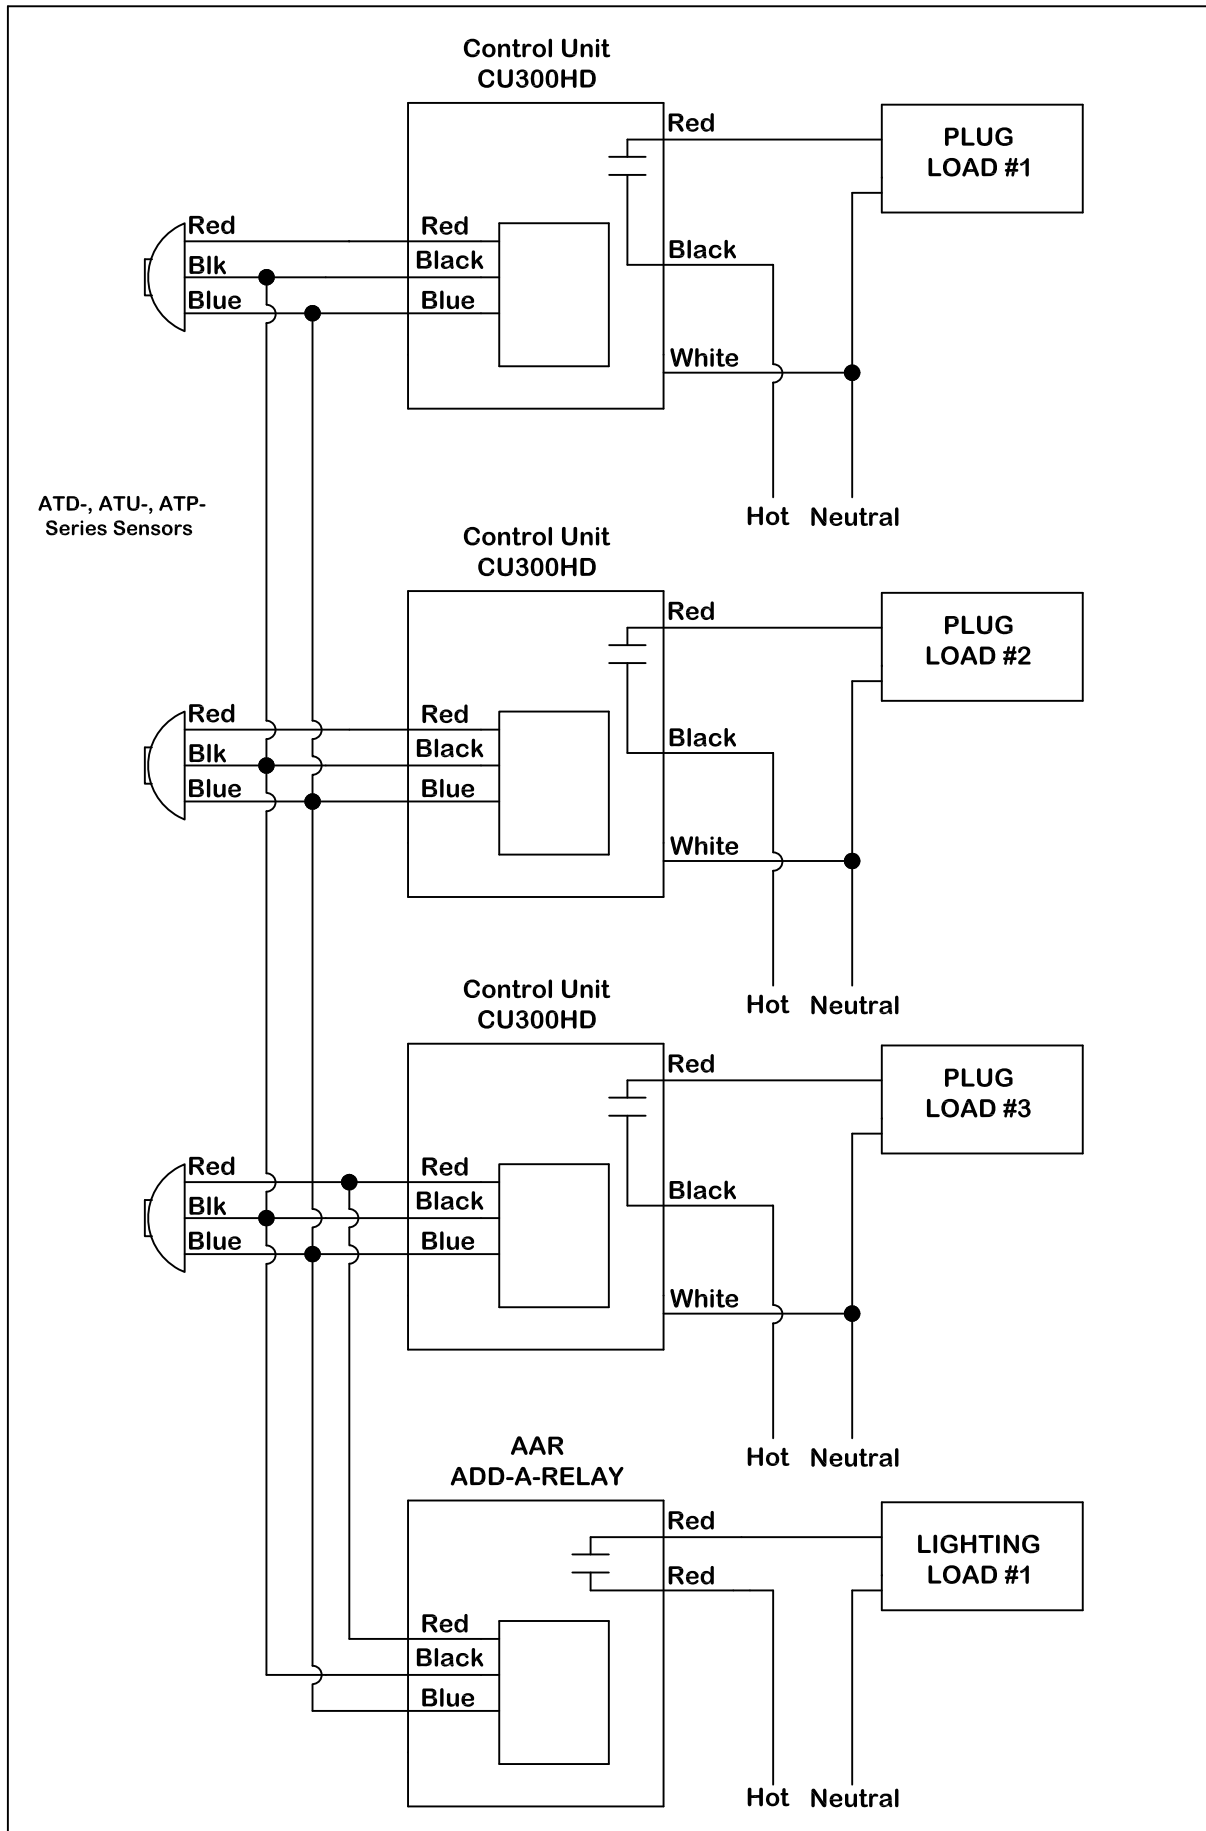 Control Unit
CU300HD
Red
PLUG
LOAD #1
Red
Red
Blk
Black
Black
Blue
Blue
White
Hot
Neutral
ATD-, ATU-, ATP-
Series Sensors
Control Unit
CU300HD
Red
PLUG
LOAD #2
Red
Red
Blk
Black
Black
Blue
Blue
White
Hot
Neutral
Control Unit
CU300HD
Red
PLUG
LOAD #3
Red
Red
Blk
Black
Black
Blue
Blue
White
Hot
Neutral
AAR
ADD-A-RELAY
Red
Red
LIGHTING
LOAD #1
Red
Black
Blue
Hot
Neutral